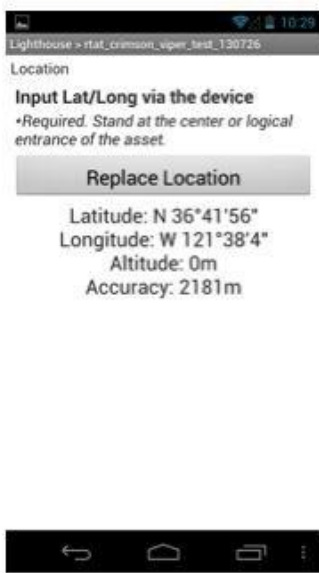 10:29
Lighthouse > rtat_crimson_viper_test_130726
Location
Input Lat/Long via the device
•Required. Stand at the center or logical
entrance of the asset.
Replace Location
Latitude: N 36°41'56"
Longitude: W 121°38'4"
Altitude: 0m
Accuracy: 2181m